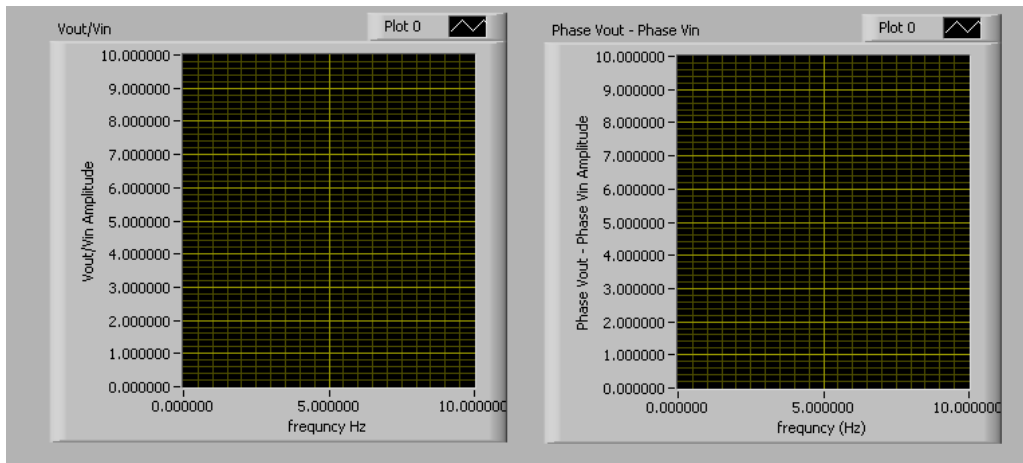 Vout/Vin
Plot 0
Vout/Vin Amplitude
10.000000
9.000000
8.000000
7.000000
6.000000
5.000000
4.000000
3.000000
2.000000
1.000000
0.000000
0.000000 5.000000 10.000000
frequncy Hz
Phase Vout - Phase Vin
Plot 0
Phase Vout - Phase Vin Amplitude
10.000000
9.000000
8.000000
7.000000
6.000000
5.000000
4.000000
3.000000
2.000000
1.000000
0.000000
0.000000 5.000000 10.000000
frequncy (Hz)